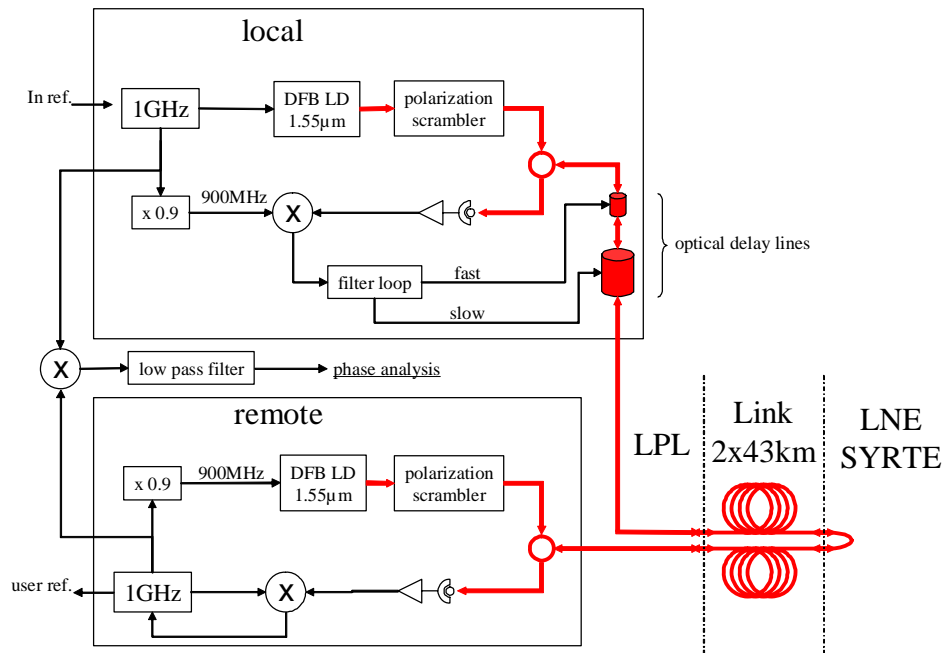 local
In ref.
1GHz
DFB LD
1.55µm
polarization
scrambler
x 0.9
900MHz
X
optical delay lines
filter loop
fast
slow
X
low pass filter
phase analysis
remote
LPL
Link
2x43km
LNE
SYRTE
x 0.9
900MHz
DFB LD
1.55µm
polarization
scrambler
user ref.
1GHz
X